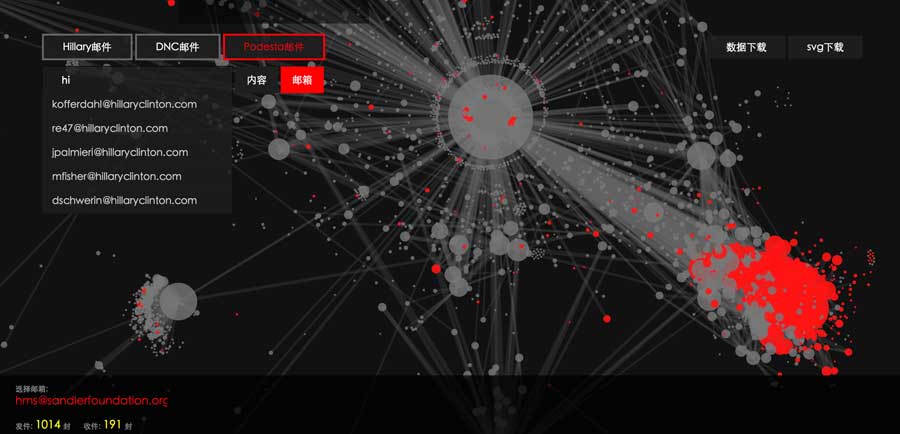 Hillary邮件 DNC邮件 Podesta邮件 数据下载 svg下载
hi 内容 邮箱
kofferdahl@hillaryclinton.com
re47@hillaryclinton.com
jpalmieri@hillaryclinton.com
mfisher@hillaryclinton.com
dschwerin@hillaryclinton.com
选择邮箱:
hms@sandlerfoundation.org
发件: 1014 封 收件: 191 封